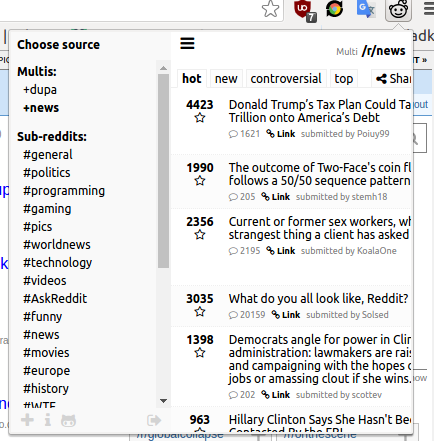 7
Choose source
Multis:
+dupa
+news
Sub-reddits:
#general
#politics
#programming
#gaming
#pics
#worldnews
#technology
#videos
#AskReddit
#funny
#news
#movies
#europe
#history
#WTF
Multi /r/news
hot new controversial top Shar
4423
Donald Trump's Tax Plan Could Ta
Trillion onto America's Debt
1621 Link submitted by Poiuy99
1990
The outcome of Two-Face's coin fl
follows a 50/50 sequence pattern
205 Link submitted by stemh18
2356
Current or former sex workers, wh
strangest thing a client has asked
2195 Link submitted by KoalaOne
3035
What do you all look like, Reddit?
20159 Link submitted by Solsed
1398
Democrats angle for power in Clin
administration: lawmakers are rais
and campaigning with the hopes o
jobs or amassing clout if she wins.
202 Link submitted by scottev
963
Hillary Clinton Says She Hasn't Bee
Contacted By the FBI